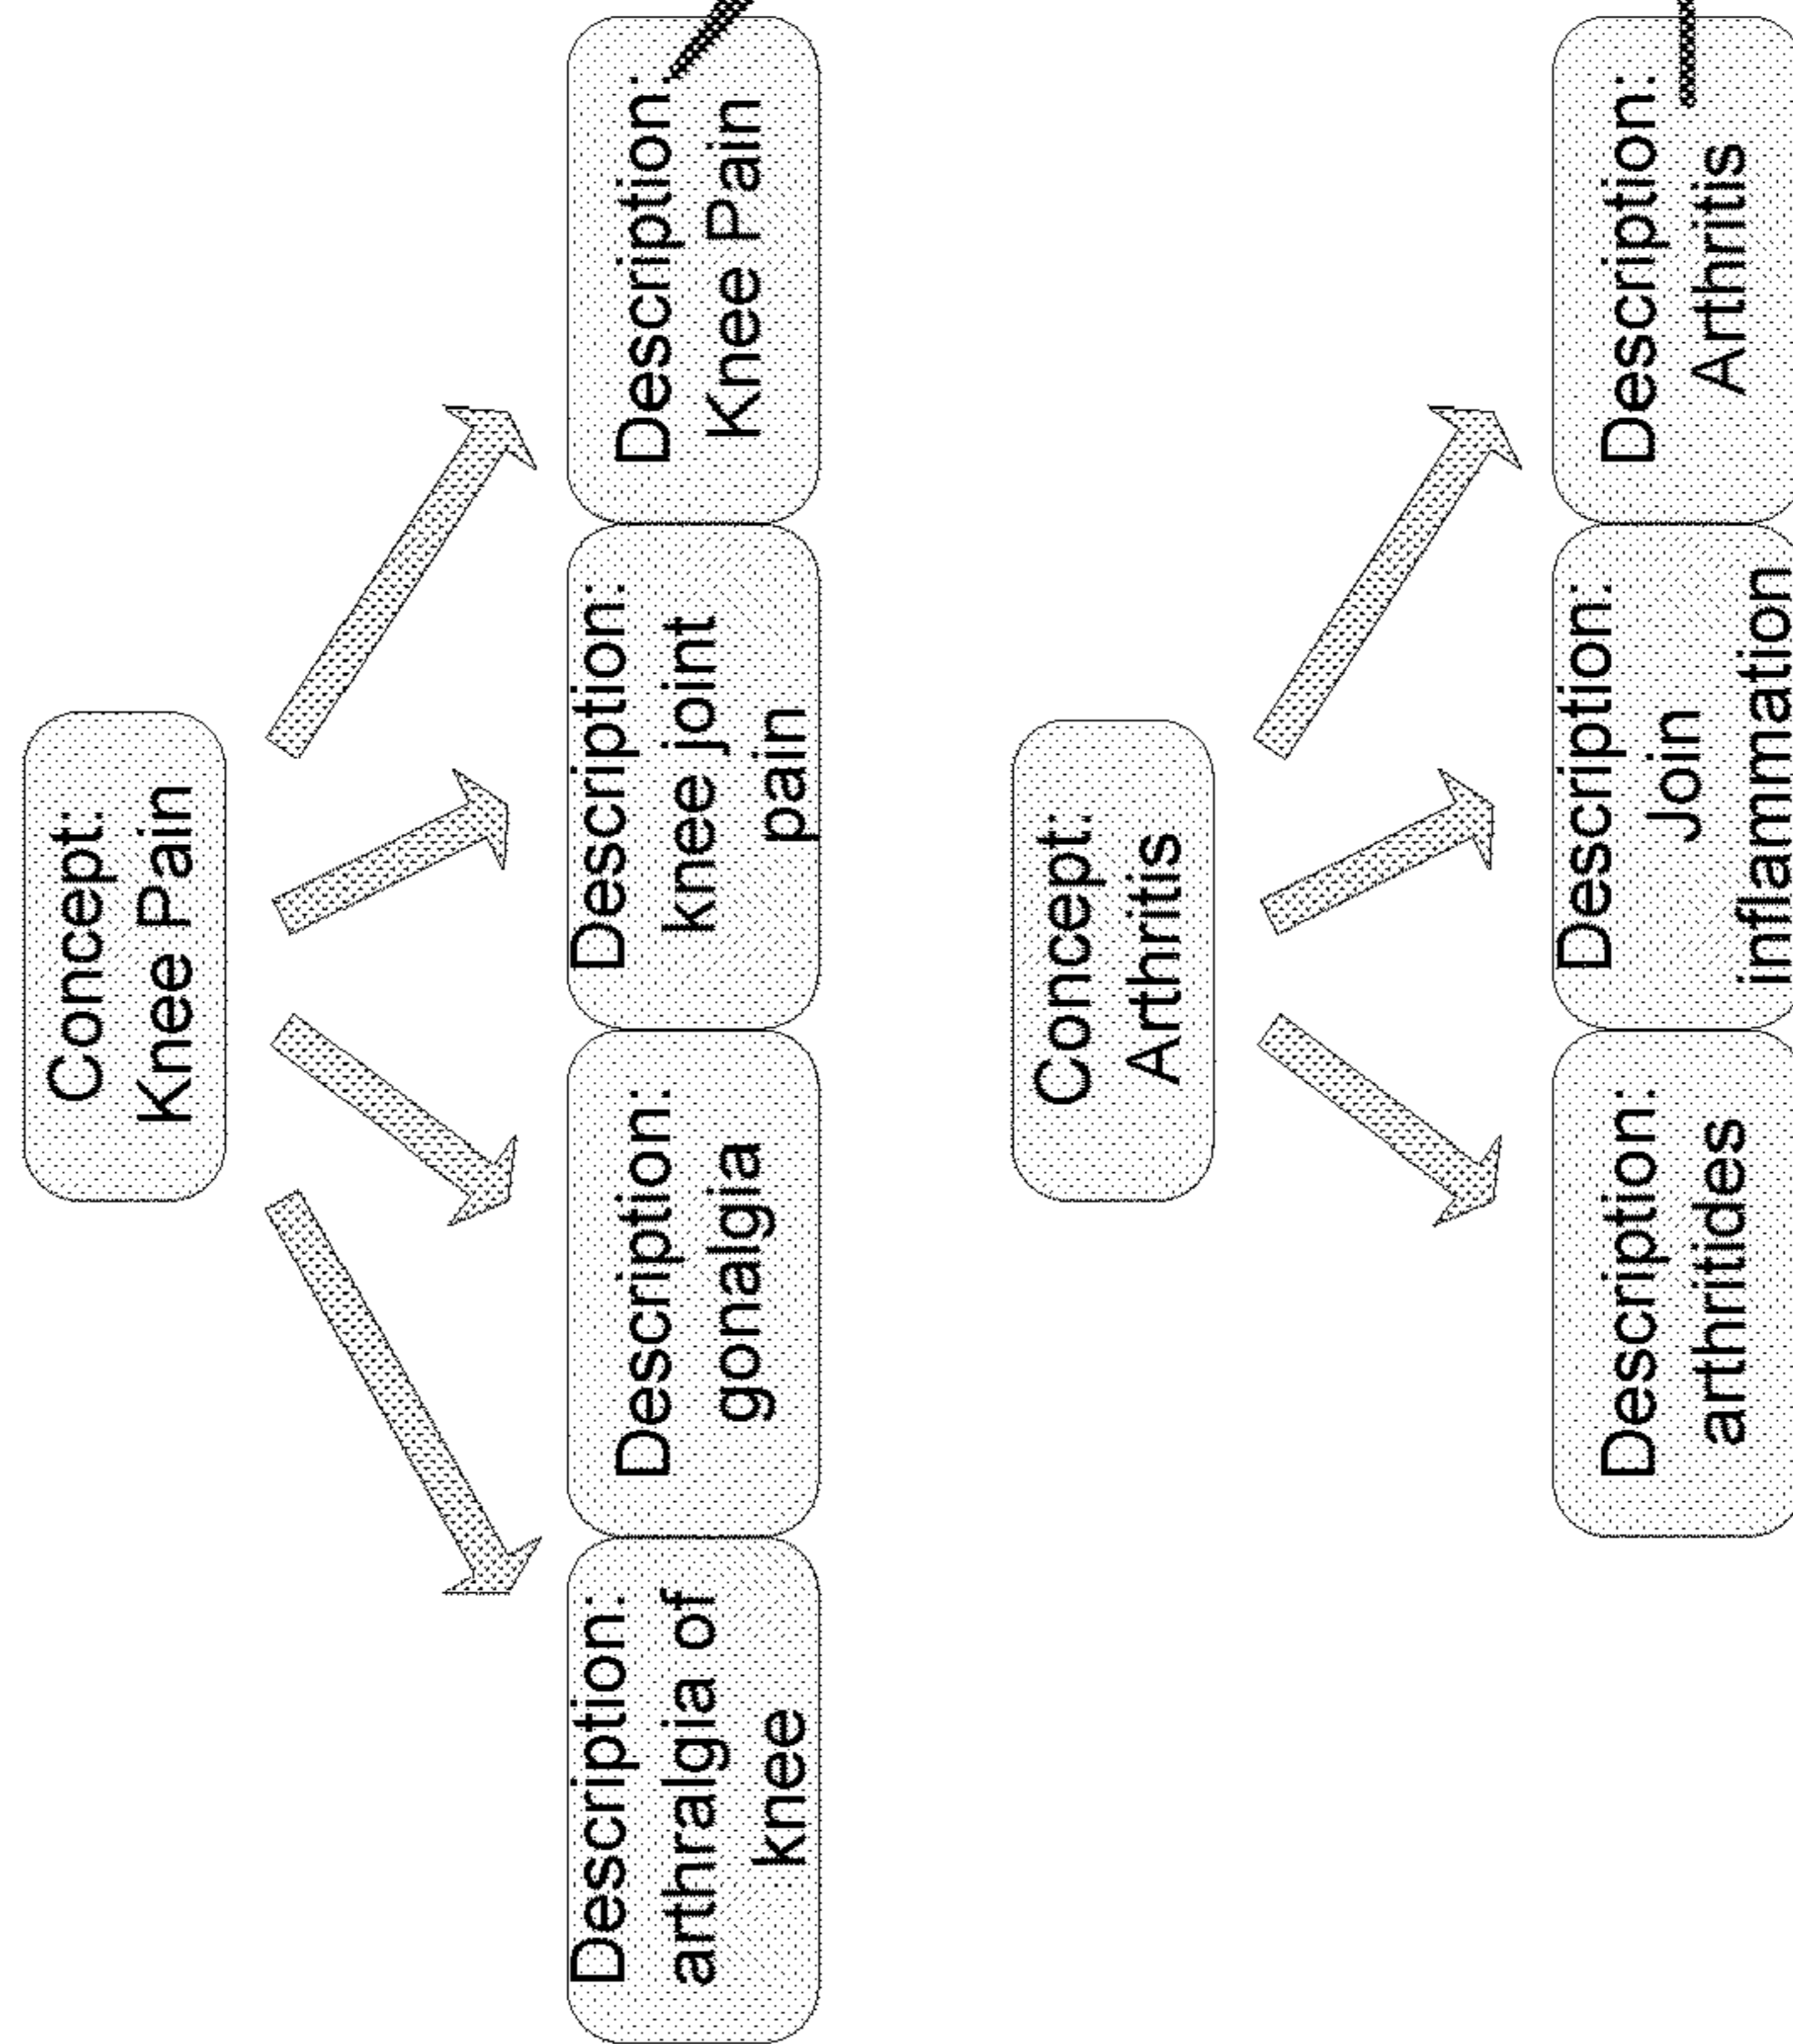 Concept:
Knee Pain
Description:
arthralgia of
knee
Description:
gonalgia
Description:
knee joint
pain
Description:
Knee Pain
Concept:
Arthritis
Description:
arthritides
Description:
Join
inflammation
Description:
Arthritis